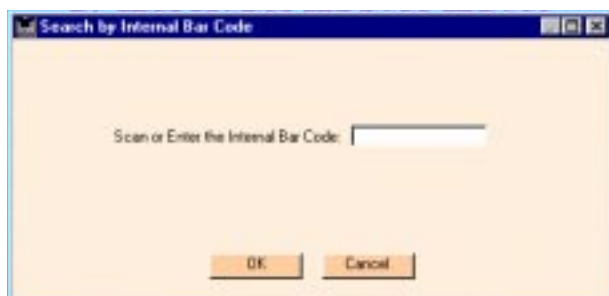 Search by Internal Bar Code
Scan or Enter the Internal Bar Code:
OK
Cancel